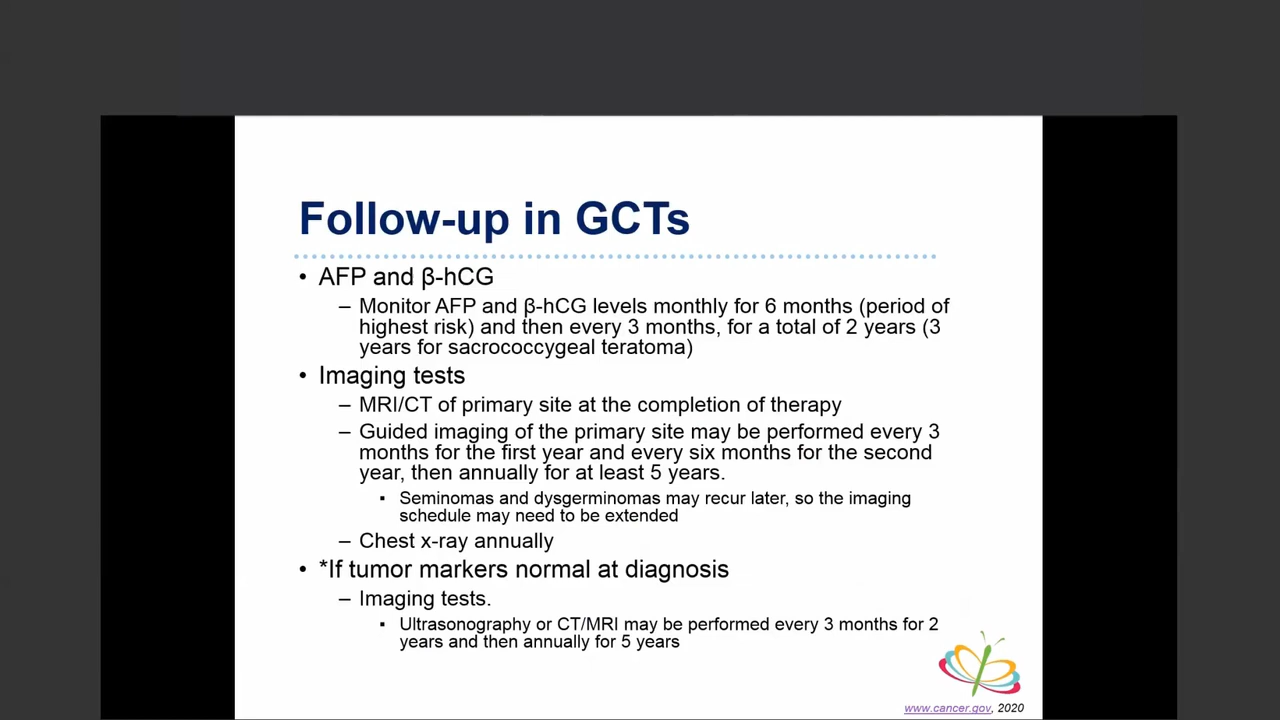 Follow-up in GCTs
• AFP and β-hCG
– Monitor AFP and β-hCG levels monthly for 6 months (period of
highest risk) and then every 3 months, for a total of 2 years (3
years for sacrococcygeal teratoma)
• Imaging tests
– MRI/CT of primary site at the completion of therapy
– Guided imaging of the primary site may be performed every 3
months for the first year and every six months for the second
year, then annually for at least 5 years.
▪ Seminomas and dysgerminomas may recur later, so the imaging
schedule may need to be extended
– Chest x-ray annually
• *If tumor markers normal at diagnosis
– Imaging tests.
▪ Ultrasonography or CT/MRI may be performed every 3 months for 2
years and then annually for 5 years
www.cancer.gov, 2020